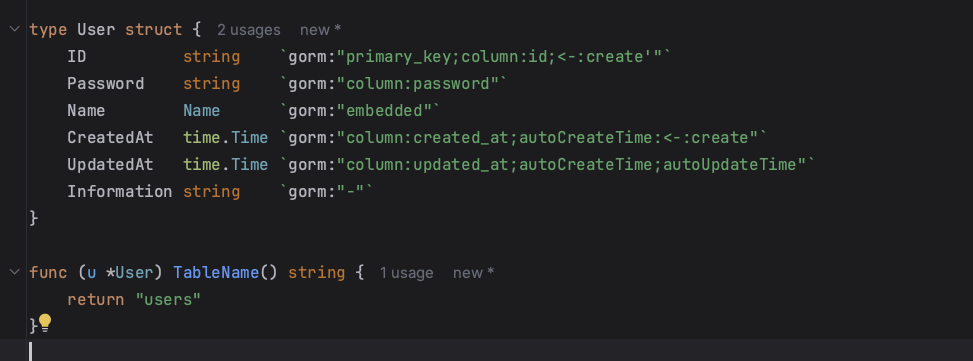 type User struct { 2 usages new *
ID string `gorm:"primary_key;column:id;<-:create'"`
Password string `gorm:"column:password"`
Name Name `gorm:"embedded"`
CreatedAt time.Time `gorm:"column:created_at;autoCreateTime:<-:create"`
UpdatedAt time.Time `gorm:"column:updated_at;autoCreateTime;autoUpdateTime"`
Information string `gorm:"-"`
}
func (u *User) TableName() string { 1 usage new *
return "users"
}